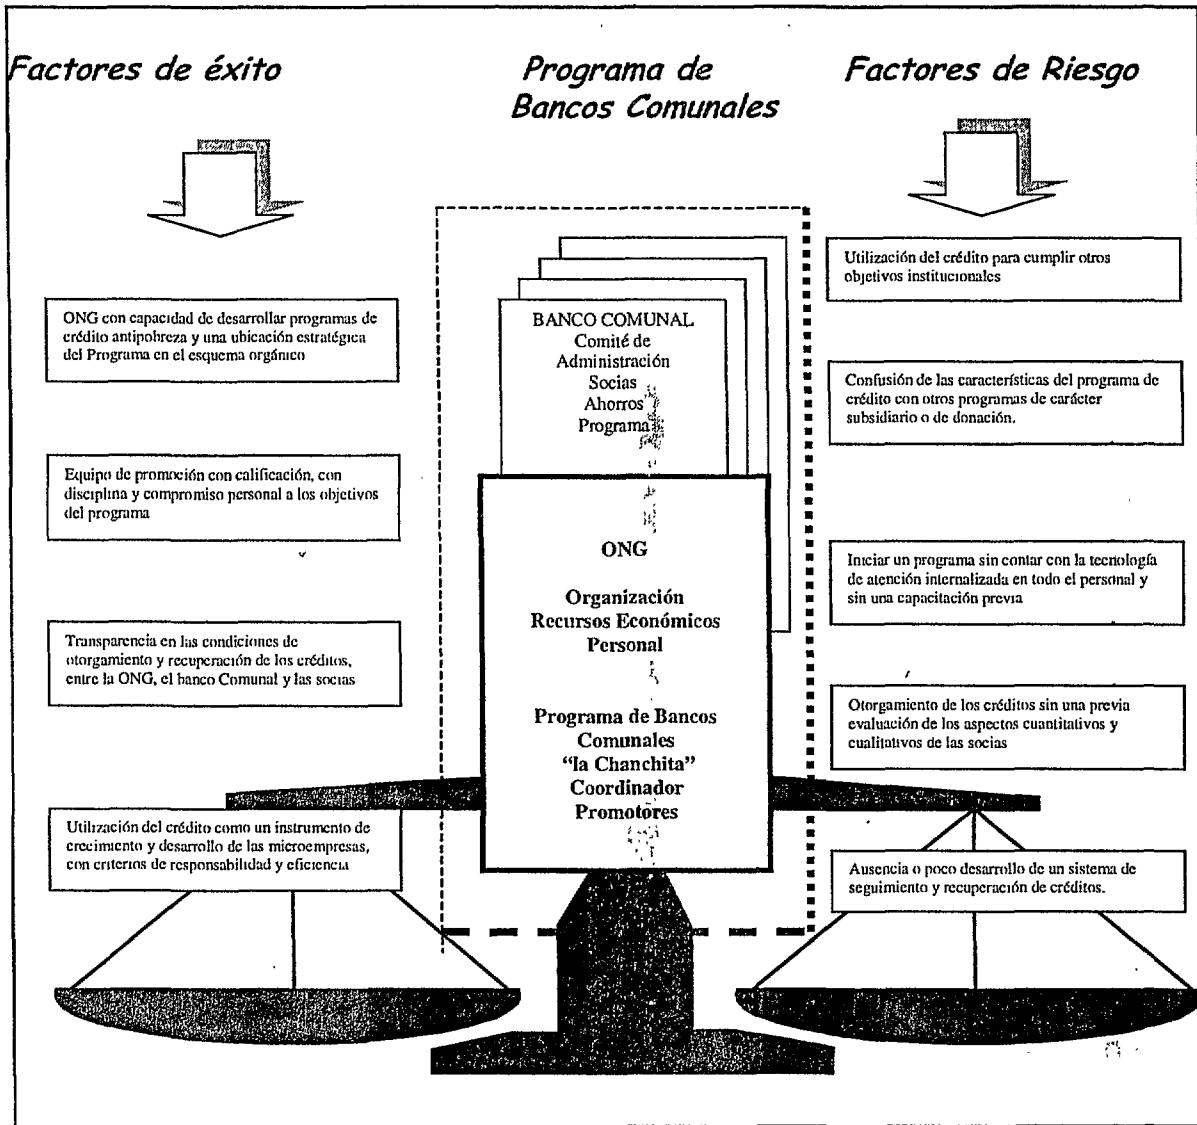 Factores de éxito
ONG con capacidad de desarrollar programas de
crédito antipobreza y una ubicación estratégica
del Programa en el esquema orgánico
Equipo de promoción con calificación, con
disciplina y compromiso personal a los objetivos
del programa
Transparencia en las condiciones de
otorgamiento y recuperación de los créditos,
entre la ONG, el banco Comunal y las socias
Utilización del crédito como un instrumento de
crecimiento y desarrollo de las microempresas,
con criterios de responsabilidad y eficiencia
Programa de
Bancos Comunales
BANCO COMUNAL
Comité de
Administración
Socias
Ahorros
Programa
ONG
Organización
Recursos Económicos
Personal
Programa de Bancos
Comunales
“la Chanchita”
Coordinador
Promotores
Factores de Riesgo
Utilización del crédito para cumplir otros
objetivos institucionales
Confusión de las características del programa de
crédito con otros programas de carácter
subsidiario o de donación.
Iniciar un programa sin contar con la tecnología
de atención internalizada en todo el personal y
sin una capacitación previa
Otorgamiento de los créditos sin una previa
evaluación de los aspectos cuantitativos y
cualitativos de las socias
Ausencia o poco desarrollo de un sistema de
seguimiento y recuperación de créditos.